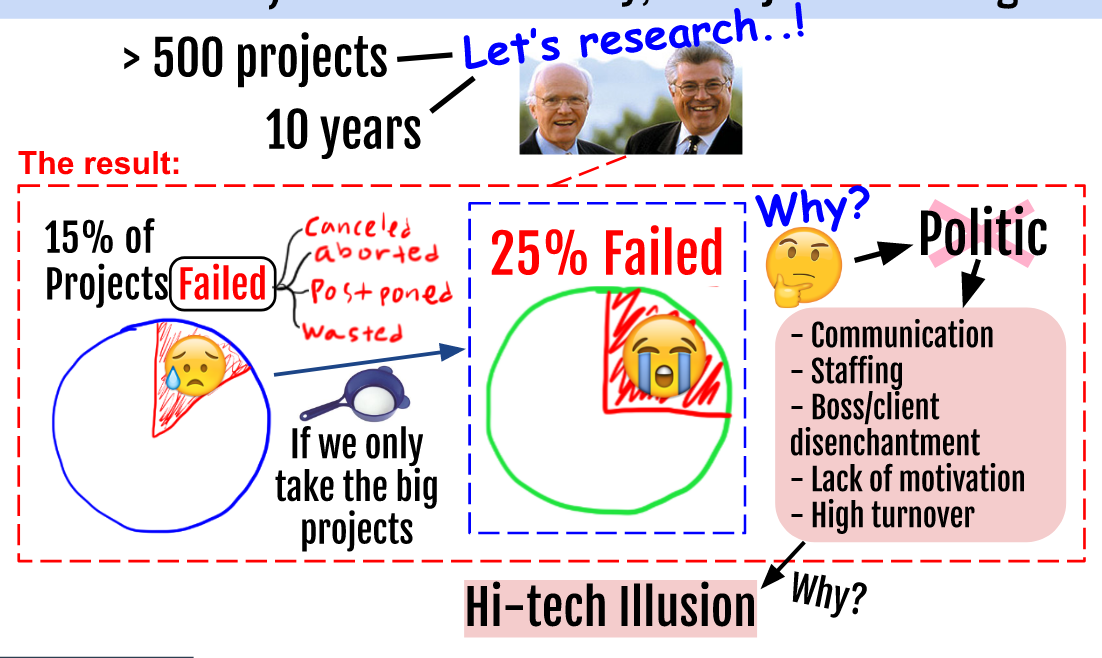 > 500 projects
Let's research..!
10 years
The result:
15% of
Projects Failed
Canceled
aborted
Postponed
Wasted
If we only
take the big
projects
25% Failed
Why?
Politic
- Communication
- Staffing
- Boss/client
disenchantment
- Lack of motivation
- High turnover
Why?
Hi-tech Illusion